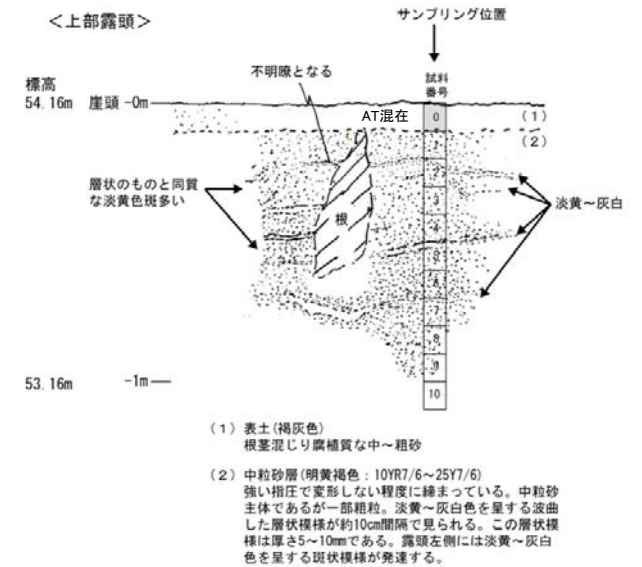 ＜上部露頭＞
サンプリング位置
不明瞭となる
試料
番号
標高
54.16m 崖頭 -0m
AT混在
0
(1)
(2)
1
2
3
4
5
6
7
8
9
10
層状のものと同質
な淡黄色斑多い
根
淡黄～灰白
53.16m -1m
(1) 表土(褐灰色)
根茎混じり腐植質な中～粗砂
(2) 中粒砂層(明黄褐色：10YR7/6～25Y7/6)
強い指圧で変形しない程度に締まっている。中粒砂
主体であるが一部粗粒。淡黄～灰白色を呈する波曲
した層状模様が約10cm間隔で見られる。この層状模
様は厚さ5～10mmである。露頭左側には淡黄～灰白
色を呈する斑状模様が発達する。